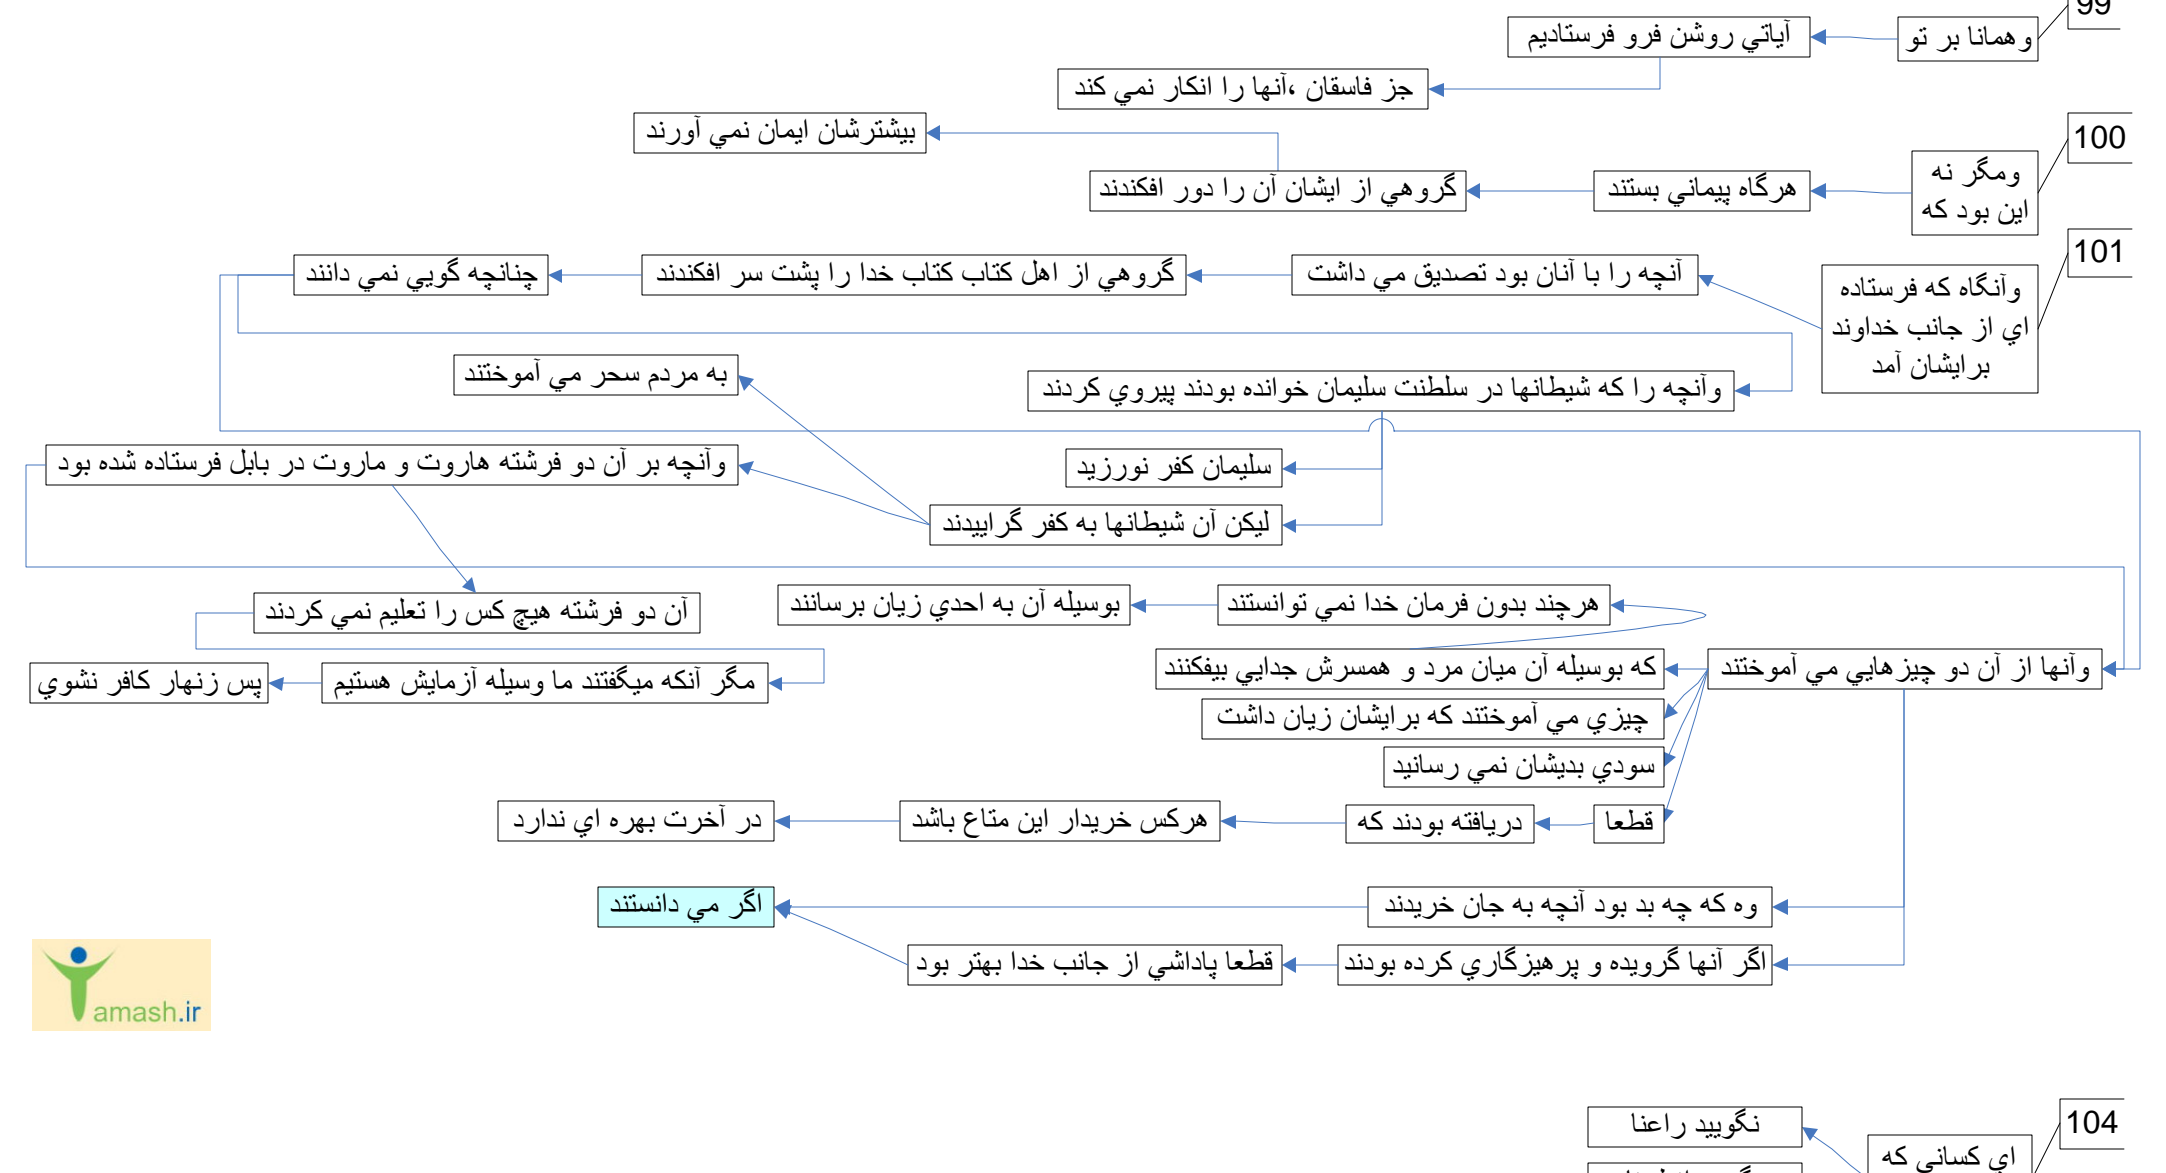 99
وهمانا بر تو
آياتي روشن فرو فرستاديم
جز فاسقان ،آنها را انكار نمي كند
100
ومگر نه
اين بود كه
هرگاه پيماني بستند
گروهي از ايشان آن را دور افكندند
بيشترشان ايمان نمي آورند
101
وآنگاه كه فرستاده
اي از جانب خداوند
برايشان آمد
آنچه را با آنان بود تصديق مي داشت
گروهي از اهل كتاب كتاب خدا را پشت سر افكندند
چنانچه گويي نمي دانند
وآنچه را كه شيطانها در سلطنت سليمان خوانده بودند پيروي كردند
سليمان كفر نورزيد
ليكن آن شيطانها به كفر گراييدند
به مردم سحر مي آموختند
وآنچه بر آن دو فرشته هاروت و ماروت در بابل فرستاده شده بود
آن دو فرشته هيچ كس را تعليم نمي كردند
مگر آنكه ميگفتند ما وسيله آزمايش هستيم
پس زنهار كافر نشوي
وآنها از آن دو چيزهايي مي آموختند
كه بوسيله آن ميان مرد و همسرش جدايي بيفكنند
هرچند بدون فرمان خدا نمي توانستند
بوسيله آن به احدي زيان برسانند
چيزي مي آموختند كه برايشان زيان داشت
سودي بديشان نمي رسانيد
قطعا
دريافته بودند كه
هركس خريدار اين متاع باشد
در آخرت بهره اي ندارد
وه كه چه بد بود آنچه به جان خريدند
اگر مي دانستند
اگر آنها گرويده و پرهيزگاري كرده بودند
قطعا پاداشي از جانب خدا بهتر بود
amash.ir
104
اي كساني كه
نگوييد راعنا